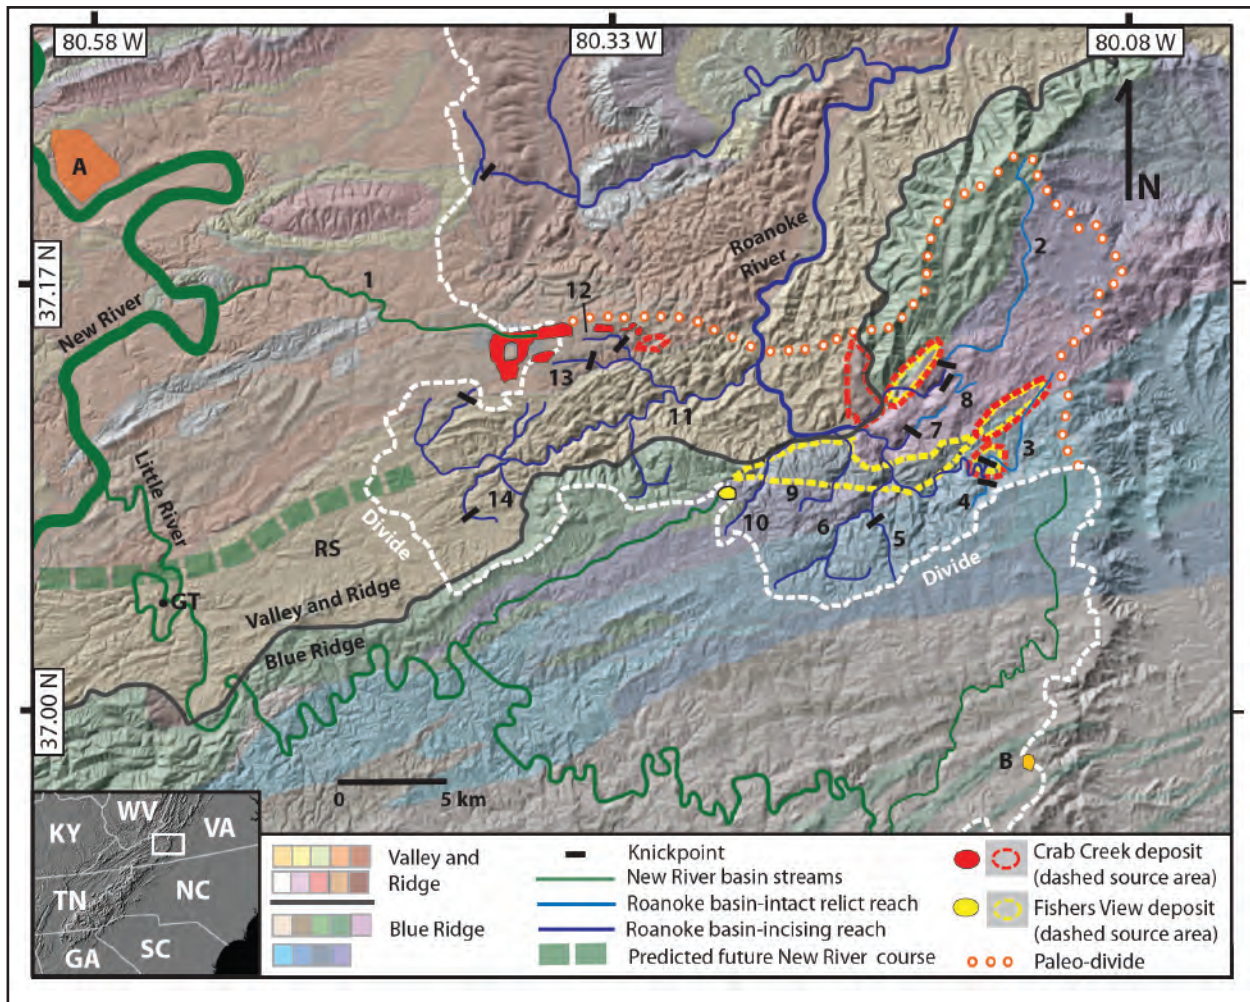 80.58 W
80.33 W
80.08 W
A
N
2
Roanoke
River
37.17 N
1
12
New River
13
8
11
7
3
Little River
14
9
4
10
6
5
Divide
RS
Divide
GT
Valley and Ridge
Blue Ridge
37.00 N
B
0 5 km
WV
KY
VA
NC
TN
SC
GA
Valley and
Ridge
Blue Ridge
Knickpoint
New River basin streams
Roanoke basin-intact relict reach
Roanoke basin-incising reach
Predicted future New River course
Crab Creek deposit
(dashed source area)
Fishers View deposit
(dashed source area)
Paleo-divide